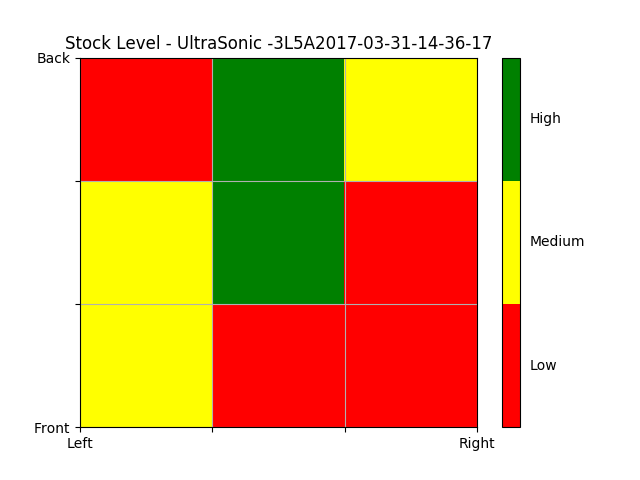 Stock Level - UltraSonic -3L5A2017-03-31-14-36-17
Back
High
Medium
Low
Front
Left
Right